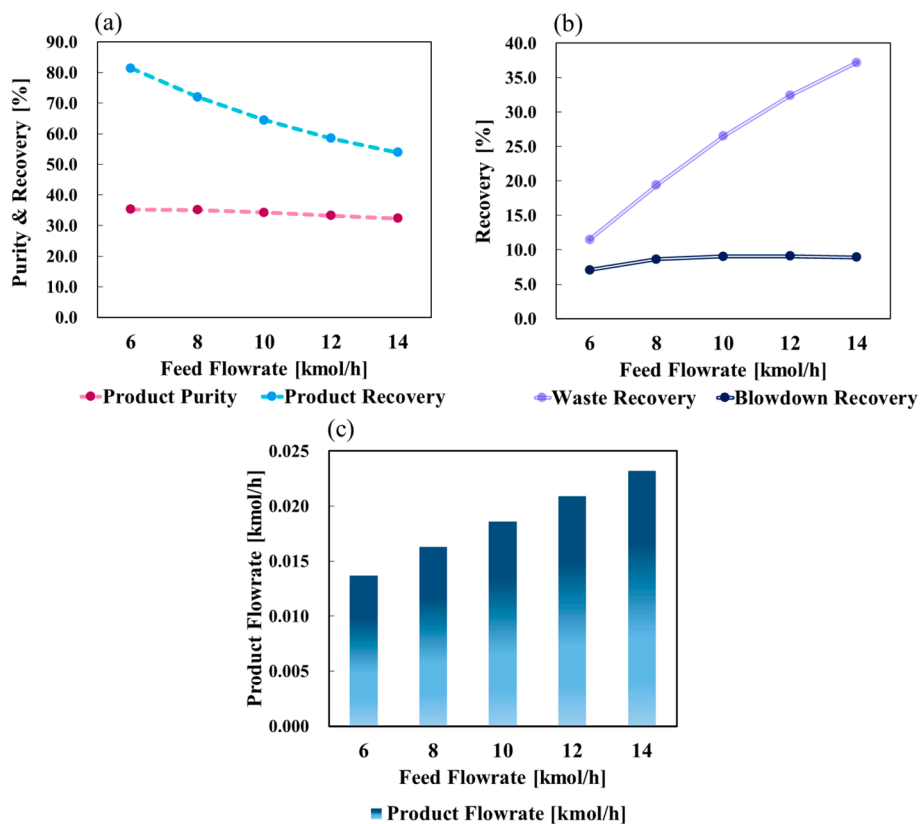 (a)
Purity & Recovery [%]
90.0
80.0
70.0
60.0
50.0
40.0
30.0
20.0
10.0
0.0
6 8 10 12 14
Feed Flowrate [kmol/h]
Product Purity Product Recovery
(b)
Recovery [%]
40.0
35.0
30.0
25.0
20.0
15.0
10.0
5.0
0.0
6 8 10 12 14
Feed Flowrate [kmol/h]
Waste Recovery Blowdown Recovery
(c)
Product Flowrate [kmol/h]
0.025
0.020
0.015
0.010
0.005
0.000
6 8 10 12 14
Feed Flowrate [kmol/h]
Product Flowrate [kmol/h]